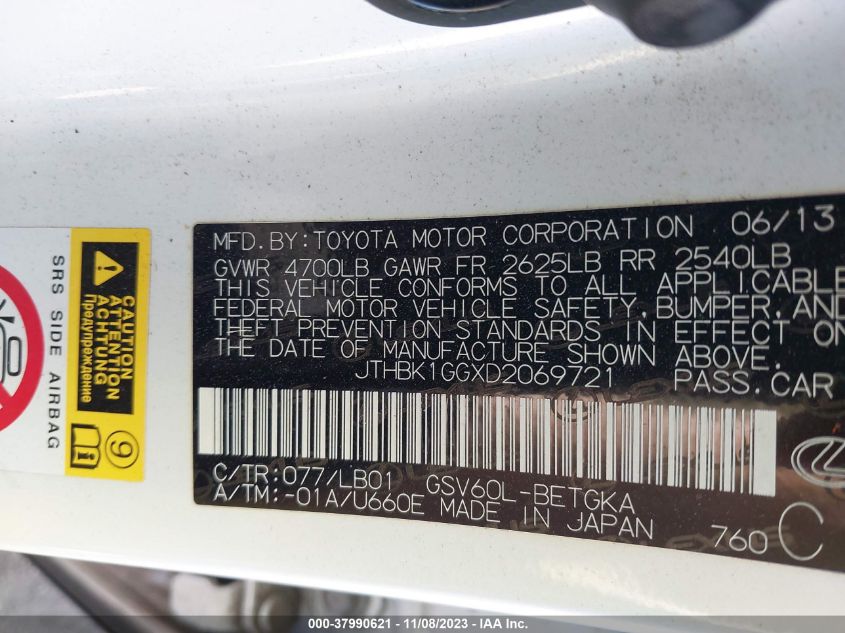 MFD. BY: TOYOTA MOTOR CORPORATION 06/13
GVWR 4700LB GAWR FR 2625LB RR 2540LB
THIS VEHICLE CONFORMS TO ALL APPLICABLE
FEDERAL MOTOR VEHICLE SAFETY, BUMPER, AND
THEFT PREVENTION STANDARDS IN EFFECT ON
THE DATE OF MANUFACTURE SHOWN ABOVE.
JTHBK1GGXD2069721 PASS. CAR
C/TR: 077/LB01 GSV60L-BETGKA
A/TM: -01A/U660E MADE IN JAPAN 760 C
SRS SIDE AIRBAG
CAUTION
ATTENTION
ACHTUNG
Предупреждение
9
000-37990621 - 11/08/2023 - IAAI.com